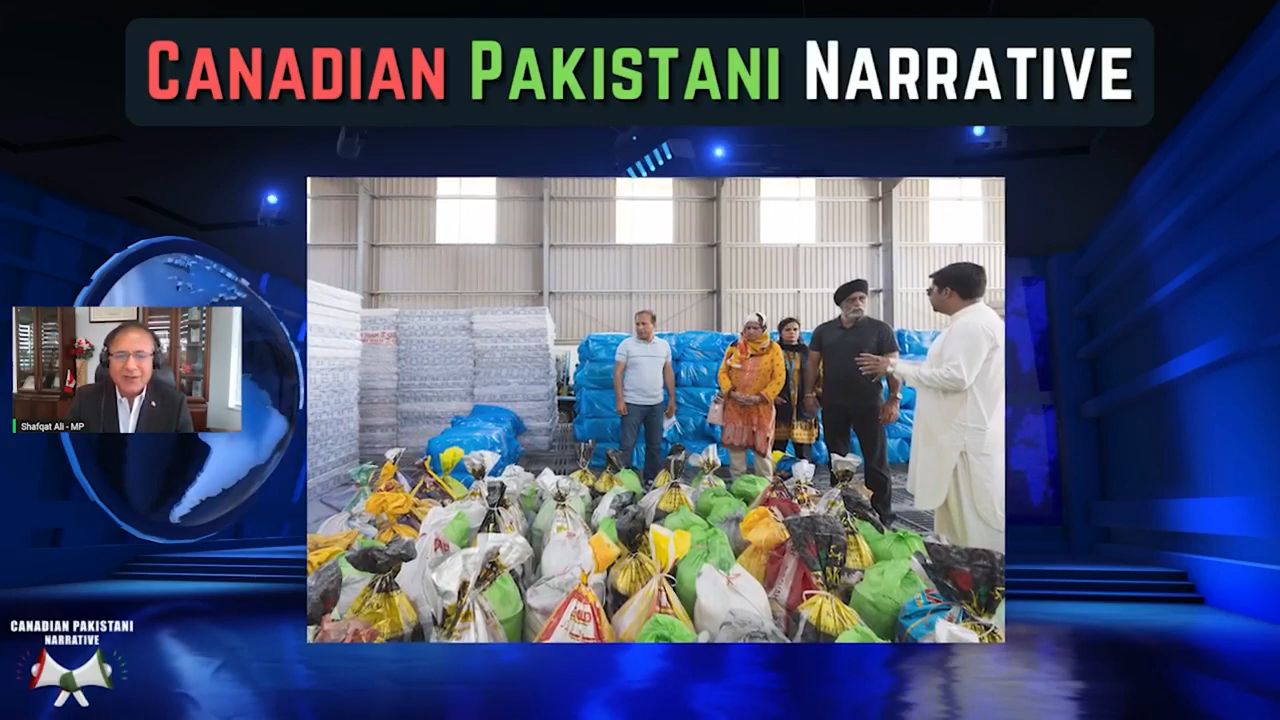 CANADIAN PAKISTANI NARRATIVE
Shafqat Ali - MP
CANADIAN PAKISTANI
NARRATIVE